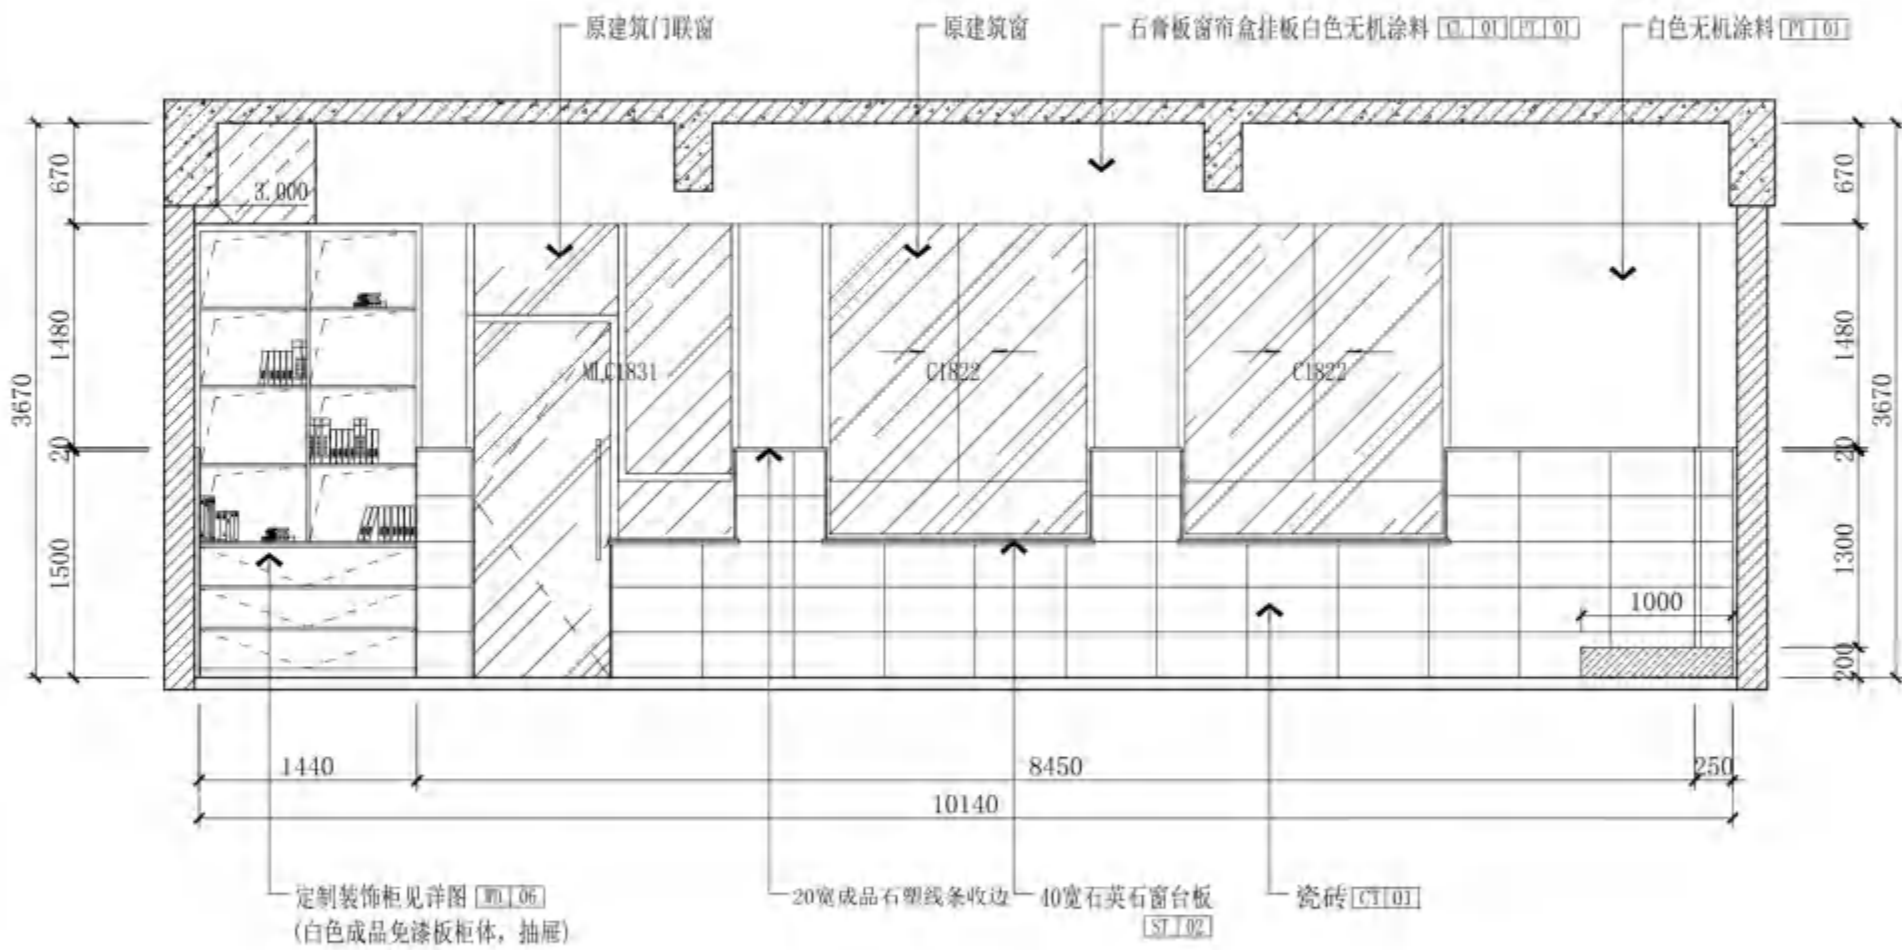 原建筑门联窗
原建筑窗
石膏板窗帘盒挂板白色无机涂料 CL 01 PT 01
白色无机涂料 PT 01
670
3.000
670
1480
MLC1831
C1822
C1822
1480
3670
3670
20
20
1500
1300
1000
200
1440
8450
250
10140
定制装饰柜见详图 WD 06
(白色成品免漆板柜体，抽屉)
20宽成品石塑线条收边
40宽石英石窗台板
ST 02
瓷砖 CT 01